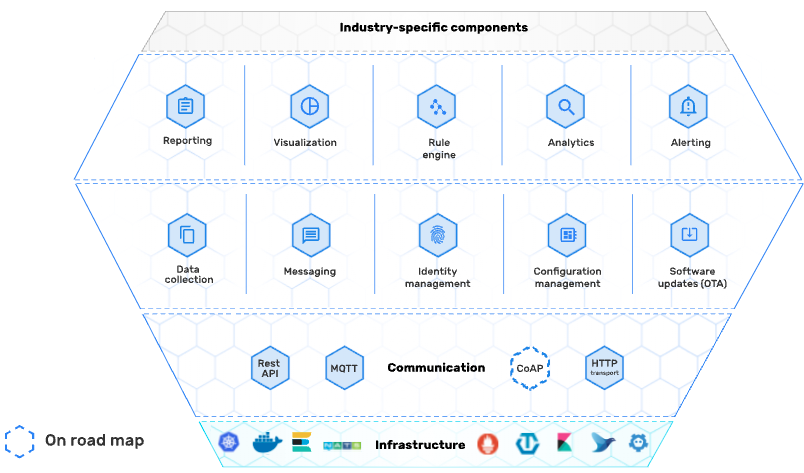 Industry-specific components
Reporting
Visualization
Rule
engine
Analytics
Alerting
Data
collection
Messaging
Identity
management
Configuration
management
Software
updates (OTA)
Rest
API
MQTT
Communication
CoAP
HTTP
transport
On road map
NATS
Infrastructure